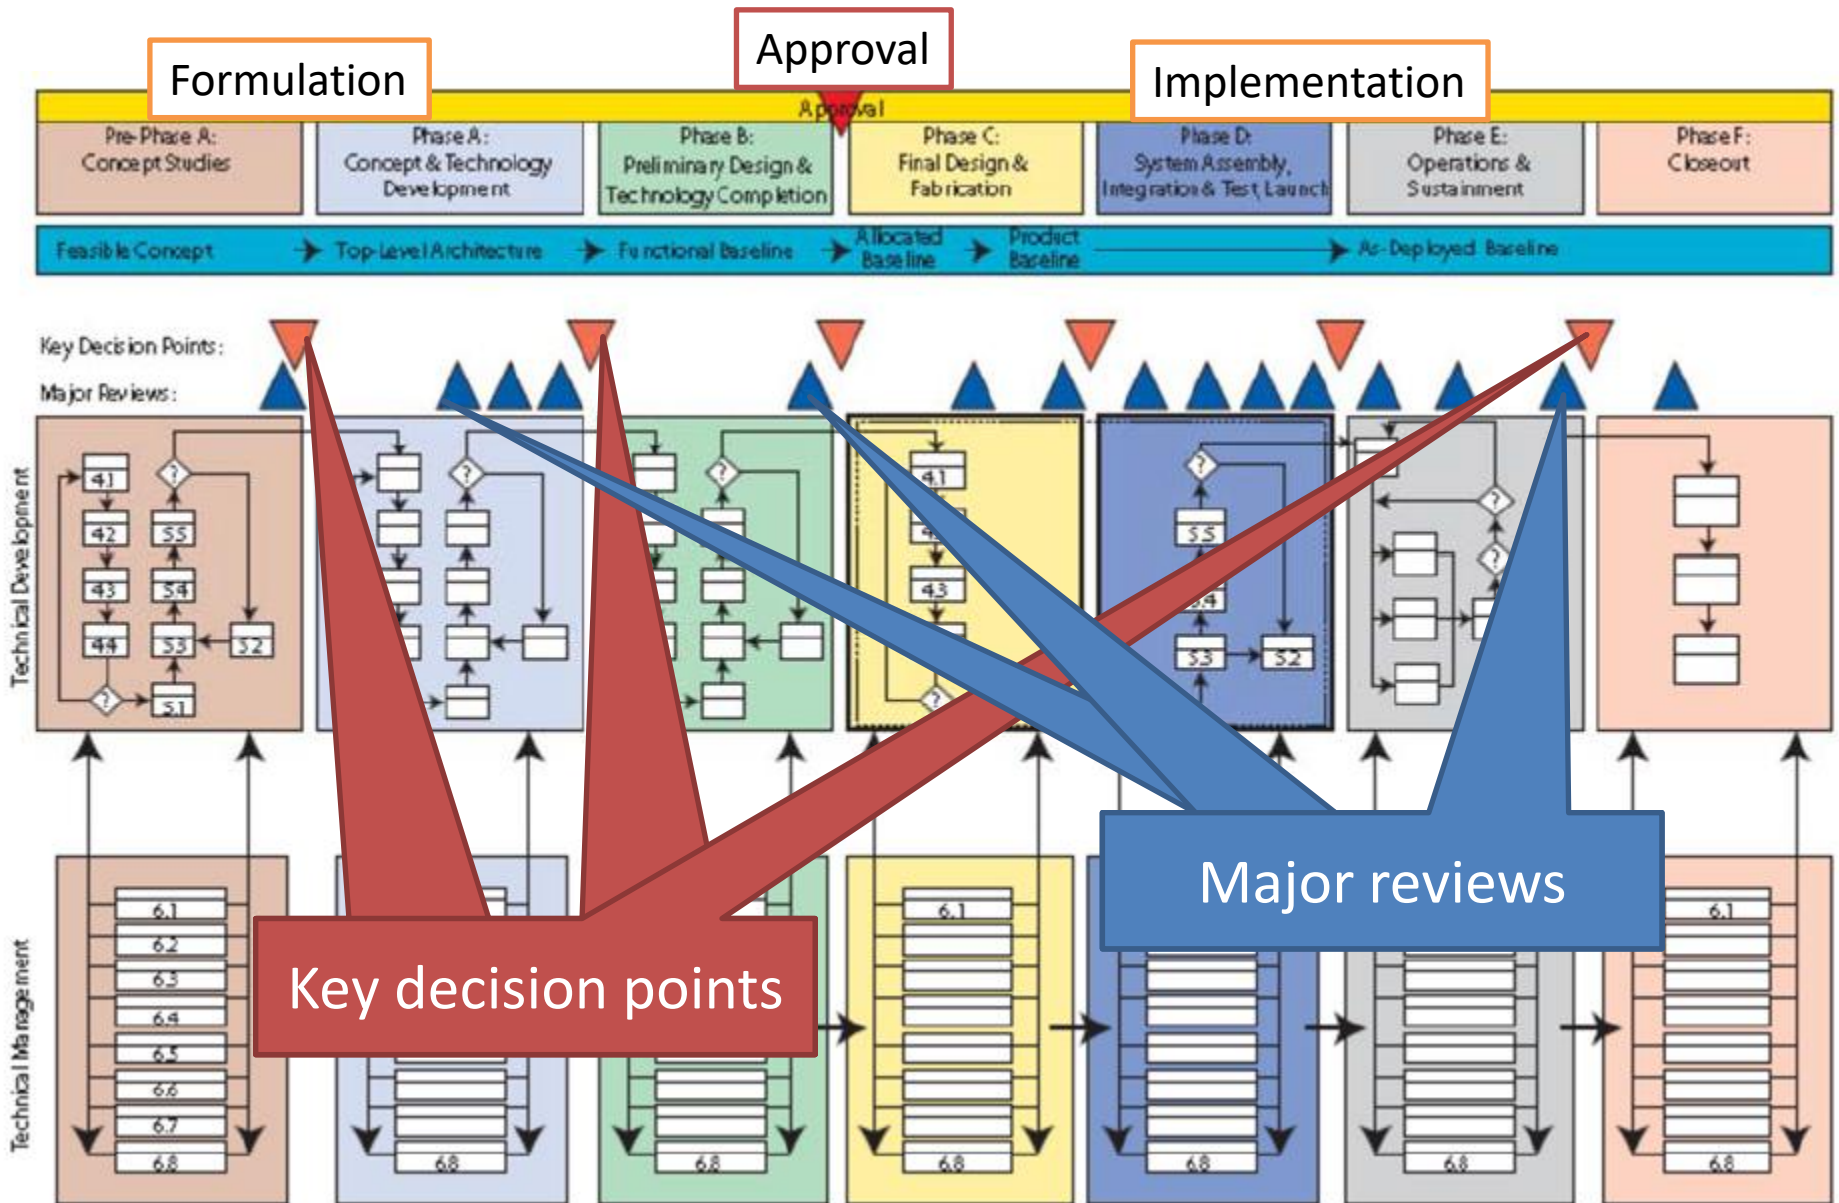 Formulation
Approval
Implementation
Approval
Pre-Phase A:
Concept Studies
Phase A:
Concept & Technology
Development
Phase B:
Preliminary Design &
Technology Completion
Phase C:
Final Design &
Fabrication
Phase D:
System Assembly,
Integration & Test, Launch
Phase E:
Operations &
Sustainment
Phase F:
Closeout
Feasible Concept
Top-Level Architecture
Functional Baseline
Allocated
Baseline
Product
Baseline
As-Deployed Baseline
Key Decision Points:
Major Reviews:
Technical Development
4.1
?
4.2
5.5
4.3
5.4
4.4
5.3
5.2
?
5.1
?
?
4.1
4.3
?
?
5.5
5.4
5.3
5.2
?
?
Major reviews
Key decision points
Technical Management
6.1
6.2
6.3
6.4
6.5
6.6
6.7
6.8
6.8
6.8
6.1
6.8
6.8
6.8
6.1
6.8